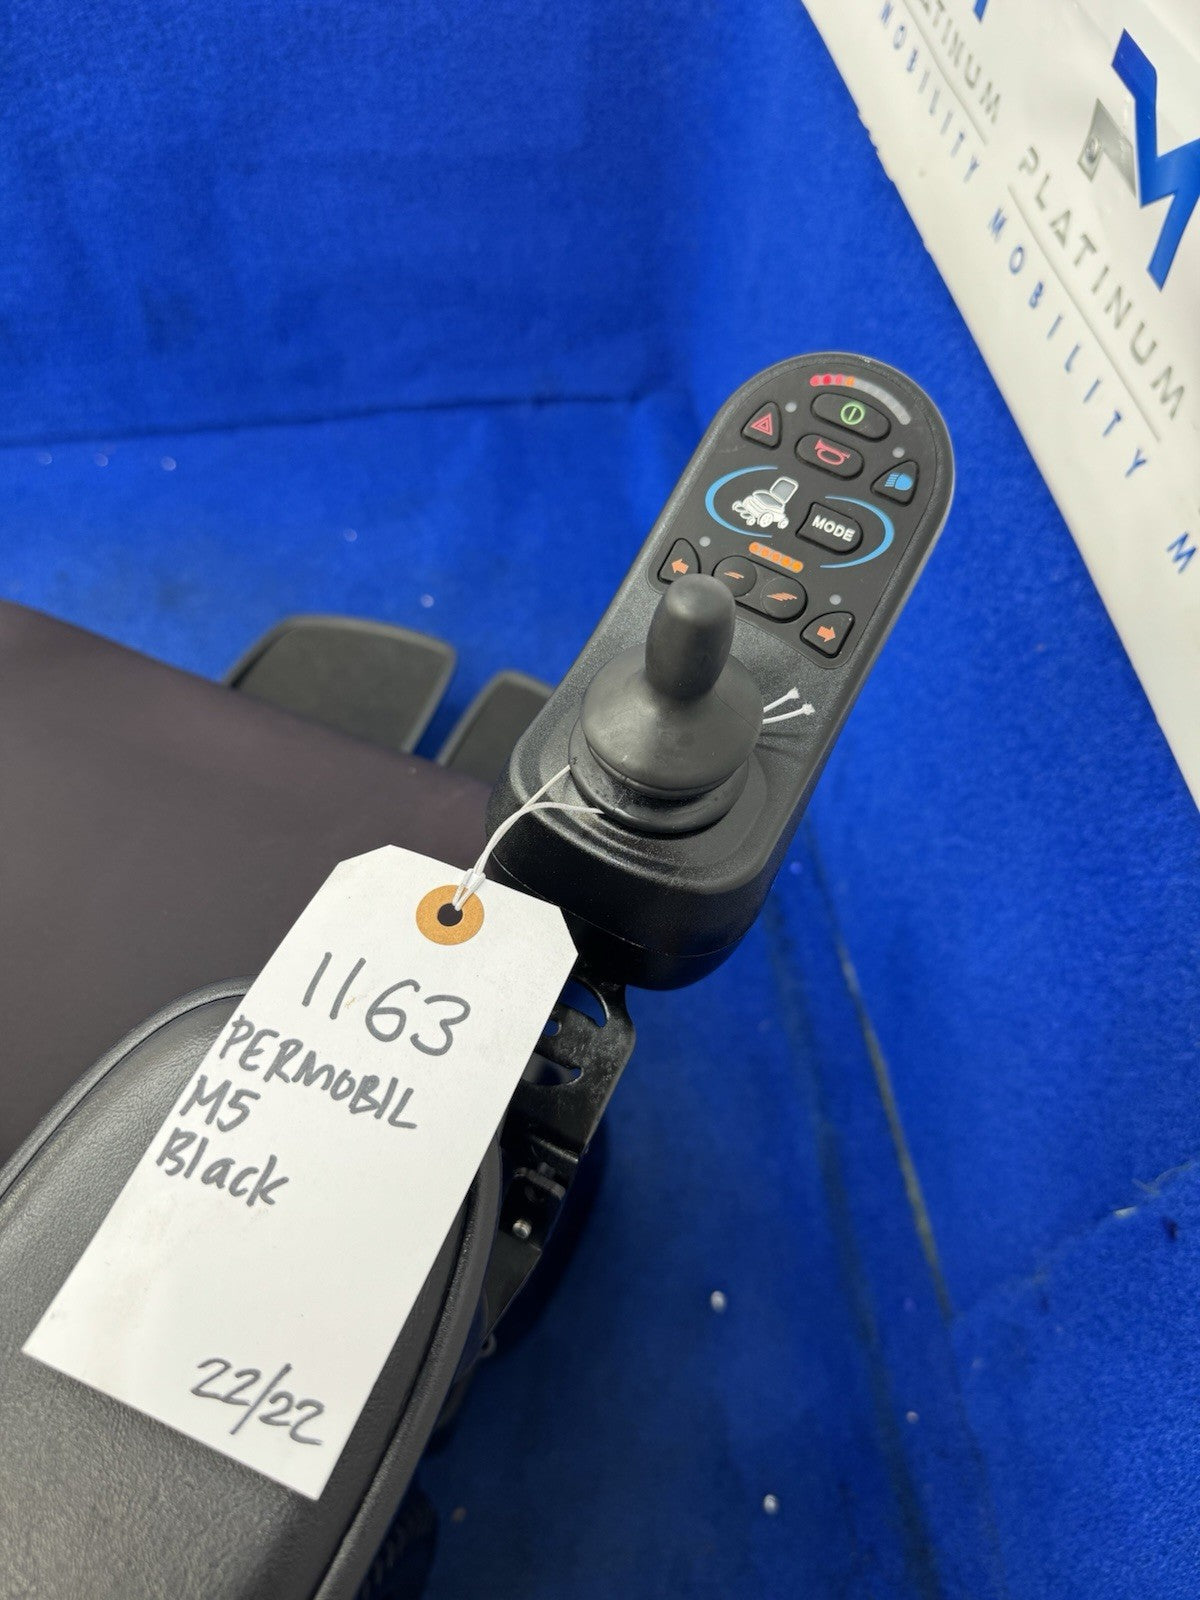 PLATINUM
MOBILITY
PLATINUM
MOBILITY
M
MODE
1163
PERMOBIL
M5
Black
22/22